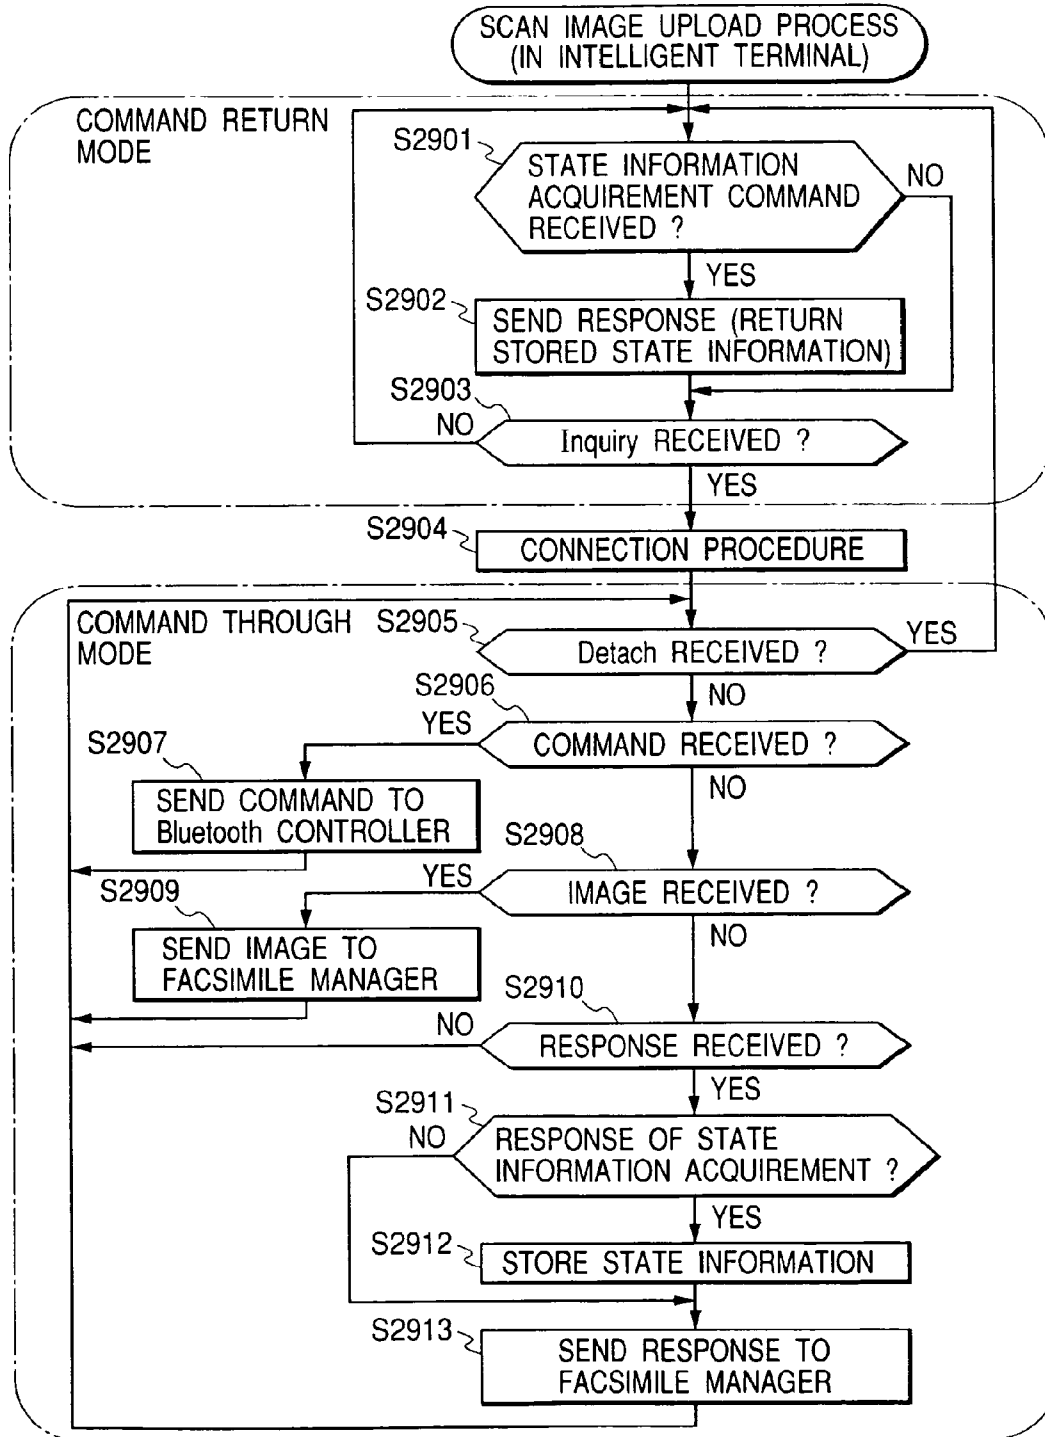 SCAN IMAGE UPLOAD PROCESS
(IN INTELLIGENT TERMINAL)
COMMAND RETURN
MODE
S2901
STATE INFORMATION
ACQUIREMENT COMMAND
RECEIVED ?
NO
YES
S2902
SEND RESPONSE (RETURN
STORED STATE INFORMATION)
S2903
NO
Inquiry RECEIVED ?
YES
S2904
CONNECTION PROCEDURE
COMMAND THROUGH
MODE
S2905
Detach RECEIVED ?
YES
NO
S2906
YES
COMMAND RECEIVED ?
NO
S2907
SEND COMMAND TO
Bluetooth CONTROLLER
S2908
YES
IMAGE RECEIVED ?
NO
S2909
SEND IMAGE TO
FACSIMILE MANAGER
S2910
NO
RESPONSE RECEIVED ?
YES
S2911
NO
RESPONSE OF STATE
INFORMATION ACQUIREMENT ?
YES
S2912
STORE STATE INFORMATION
S2913
SEND RESPONSE TO
FACSIMILE MANAGER